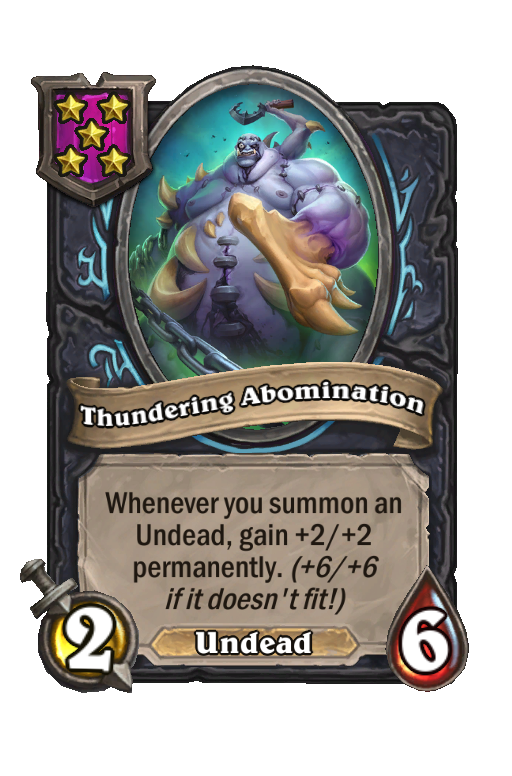 Thundering Abomination
Whenever you summon an
Undead, gain +2/+2
permanently. (+6/+6
if it doesn't fit!)
2
Undead
6